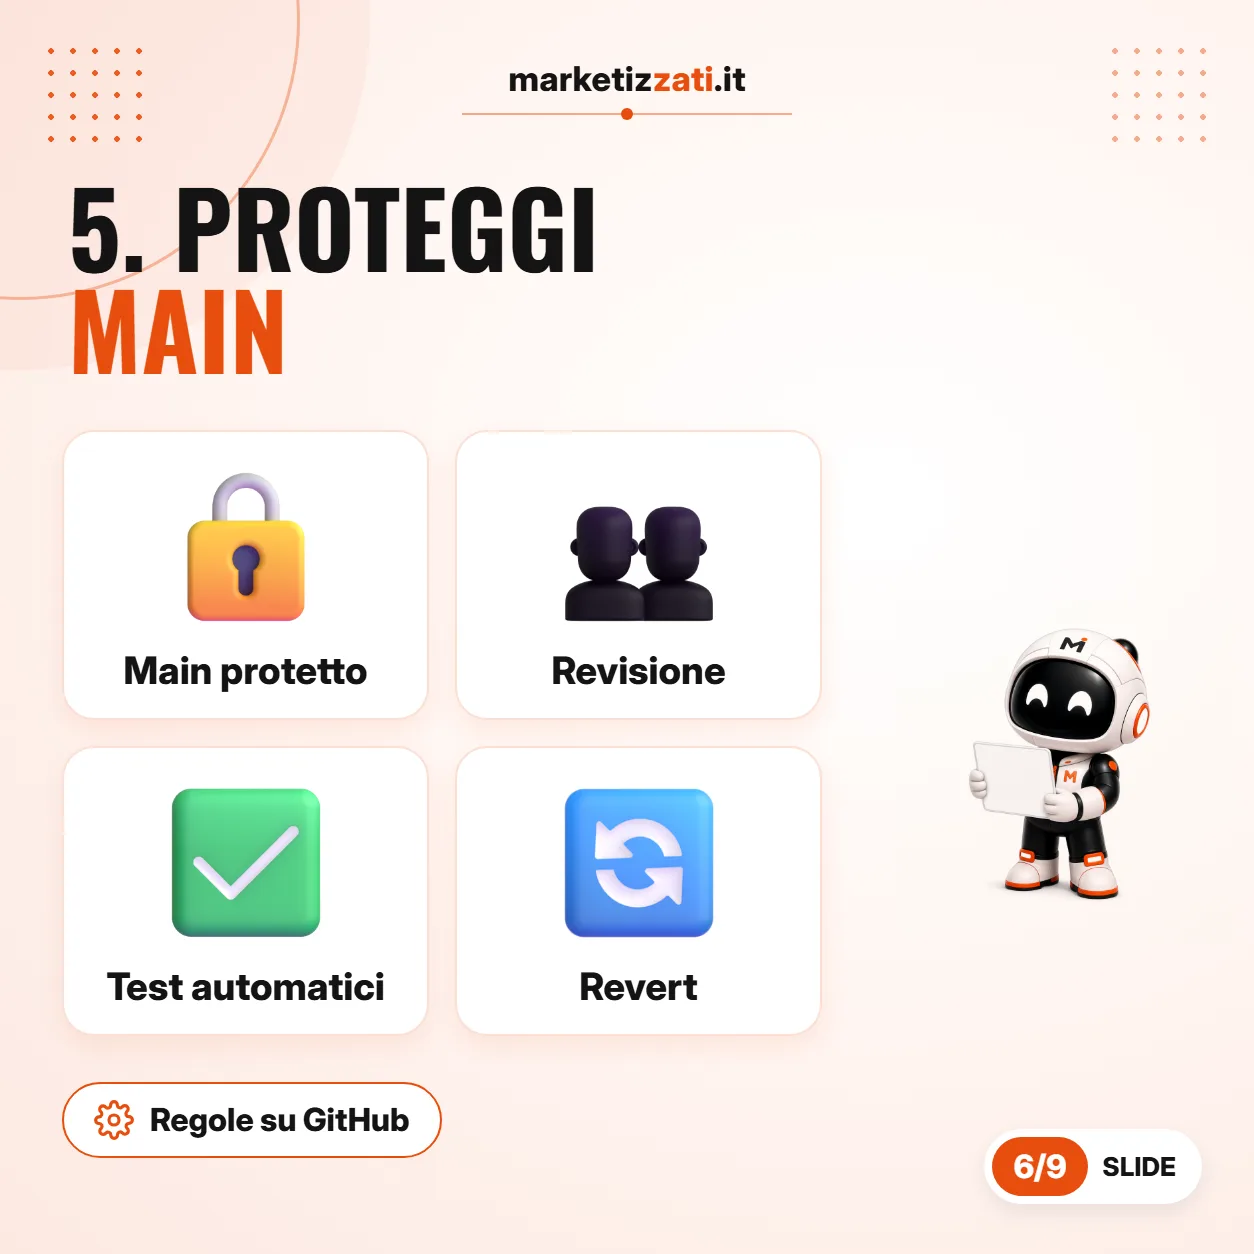 marketizzati.it
5. PROTEGGI
MAIN
Main protetto
Revisione
M
M
Test automatici
Revert
Regole su GitHub
6/9 SLIDE